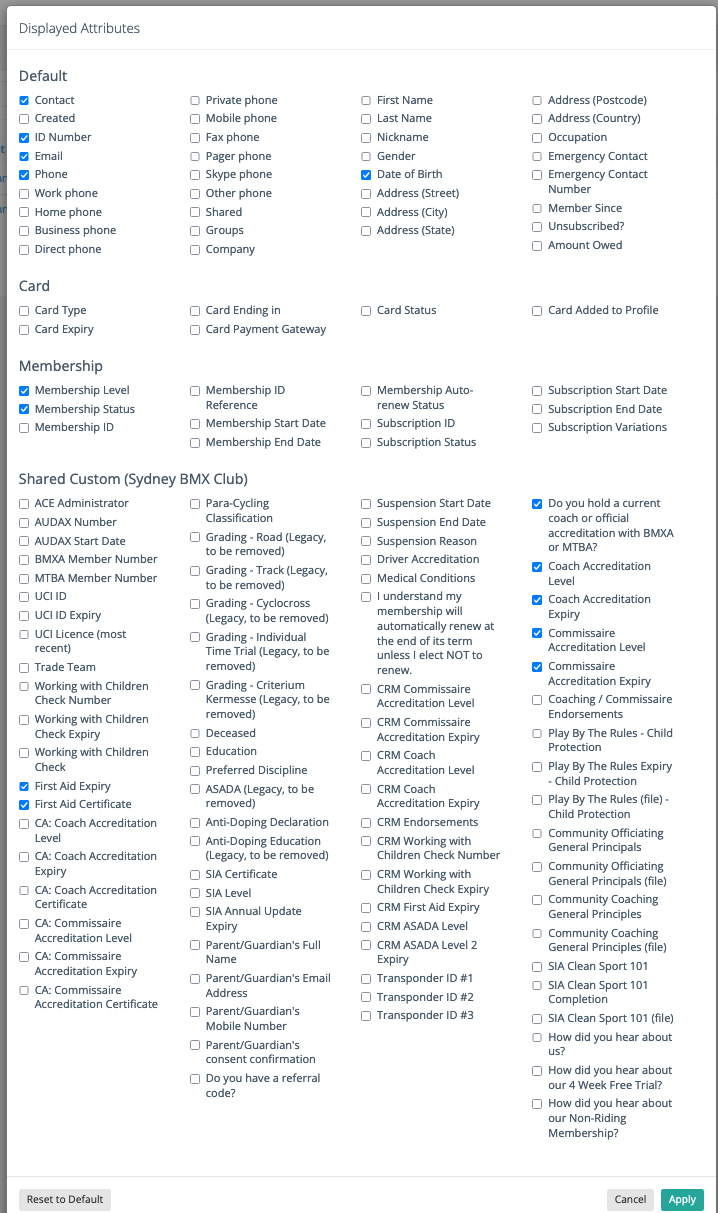 Displayed Attributes
Default
Contact
Created
ID Number
Email
Phone
Work phone
Home phone
Business phone
Direct phone
Private phone
Mobile phone
Fax phone
Pager phone
Skype phone
Other phone
Shared
Groups
Company
First Name
Last Name
Nickname
Gender
Date of Birth
Address (Street)
Address (City)
Address (State)
Address (Postcode)
Address (Country)
Occupation
Emergency Contact
Emergency Contact
Number
Member Since
Unsubscribed?
Amount Owed
Card
Card Type
Card Expiry
Card Ending in
Card Payment Gateway
Card Status
Card Added to Profile
Membership
Membership Level
Membership Status
Membership ID
Membership ID
Reference
Membership Start Date
Membership End Date
Membership Auto-
renew Status
Subscription ID
Subscription Status
Subscription Start Date
Subscription End Date
Subscription Variations
Shared Custom (Sydney BMX Club)
ACE Administrator
AUDAX Number
AUDAX Start Date
BMXA Member Number
MTBA Member Number
UCI ID
UCI ID Expiry
UCI Licence (most
recent)
Trade Team
Working with Children
Check Number
Working with Children
Check Expiry
Working with Children
Check
First Aid Expiry
First Aid Certificate
CA: Coach Accreditation
Level
CA: Coach Accreditation
Expiry
CA: Coach Accreditation
Certificate
CA: Commissaire
Accreditation Level
CA: Commissaire
Accreditation Expiry
CA: Commissaire
Accreditation Certificate
Para-Cycling
Classification
Grading - Road (Legacy,
to be removed)
Grading - Track (Legacy,
to be removed)
Grading - Cyclocross
(Legacy, to be removed)
Grading - Individual
Time Trial (Legacy, to be
removed)
Grading - Criterium
Kermesse (Legacy, to be
removed)
Deceased
Education
Preferred Discipline
ASADA (Legacy, to be
removed)
Anti-Doping Declaration
Anti-Doping Education
(Legacy, to be removed)
SIA Certificate
SIA Level
SIA Annual Update
Expiry
Parent/Guardian's Full
Name
Parent/Guardian's Email
Address
Parent/Guardian's
Mobile Number
Parent/Guardian's
consent confirmation
Do you have a referral
code?
Suspension Start Date
Suspension End Date
Suspension Reason
Driver Accreditation
Medical Conditions
I understand my
membership will
automatically renew at
the end of its term
unless I elect NOT to
renew.
CRM Commissaire
Accreditation Level
CRM Commissaire
Accreditation Expiry
CRM Coach
Accreditation Level
CRM Coach
Accreditation Expiry
CRM Endorsements
CRM Working with
Children Check Number
CRM Working with
Children Check Expiry
CRM First Aid Expiry
CRM ASADA Level
CRM ASADA Level 2
Expiry
Transponder ID #1
Transponder ID #2
Transponder ID #3
Do you hold a current
coach or official
accreditation with BMXA
or MTBA?
Coach Accreditation
Level
Coach Accreditation
Expiry
Commissaire
Accreditation Level
Commissaire
Accreditation Expiry
Coaching / Commissaire
Endorsements
Play By The Rules - Child
Protection
Play By The Rules Expiry
- Child Protection
Play By The Rules (file) -
Child Protection
Community Officiating
General Principals
Community Officiating
General Principals (file)
Community Coaching
General Principles
Community Coaching
General Principles (file)
SIA Clean Sport 101
SIA Clean Sport 101
Completion
SIA Clean Sport 101 (file)
How did you hear about
us?
How did you hear about
our 4 Week Free Trial?
How did you hear about
our Non-Riding
Membership?
Reset to Default
Cancel
Apply